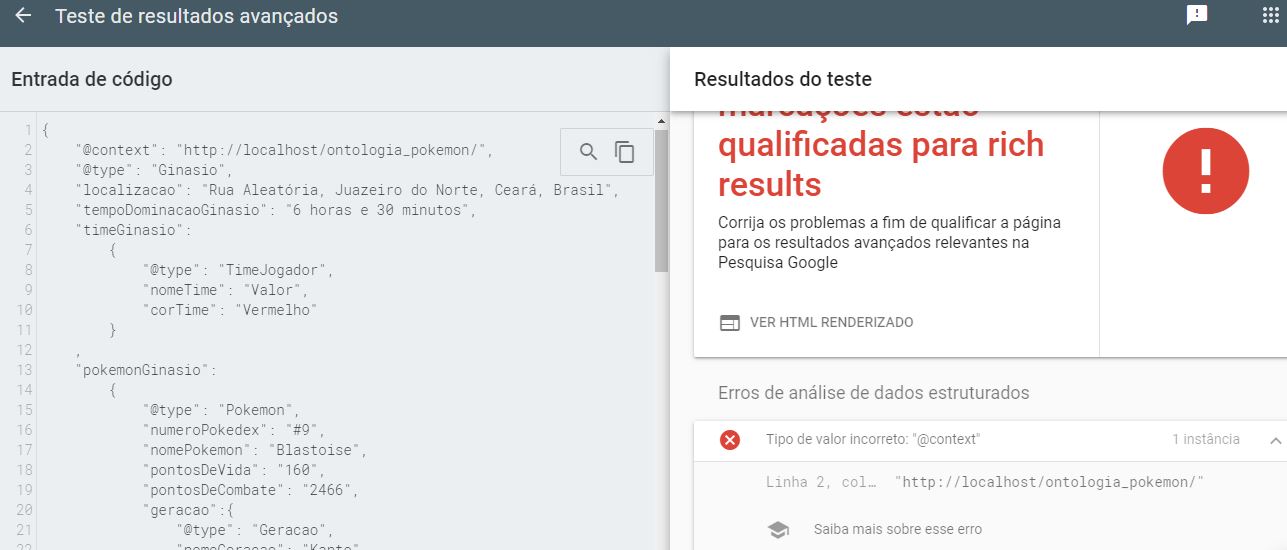 Teste de resultados avançados
Entrada de código
1 {
2 "@context": "http://localhost/ontologia_pokemon/",
3 "@type": "Ginasio",
4 "localizacao": "Rua Aleatória, Juazeiro do Norte, Ceará, Brasil",
5 "tempoDominacaoGinasio": "6 horas e 30 minutos",
6 "timeGinasio":
7 {
8 "@type": "TimeJogador",
9 "nomeTime": "Valor",
10 "corTime": "Vermelho"
11 }
12 ,
13 "pokemonGinasio":
14 {
15 "@type": "Pokemon",
16 "numeroPokedex": "#9",
17 "nomePokemon": "Blastoise",
18 "pontosDeVida": "160",
19 "pontosDeCombate": "2466",
20 "geracao":{
21 "@type": "Geracao",
22 "nomeGeracao": "Kanto"
Resultados do teste
marcações estão
qualificadas para rich
results
Corrija os problemas a fim de qualificar a página
para os resultados avançados relevantes na
Pesquisa Google
VER HTML RENDERIZADO
Erros de análise de dados estruturados
Tipo de valor incorreto: "@context" 1 instância
Linha 2, col… "http://localhost/ontologia_pokemon/"
Saiba mais sobre esse erro